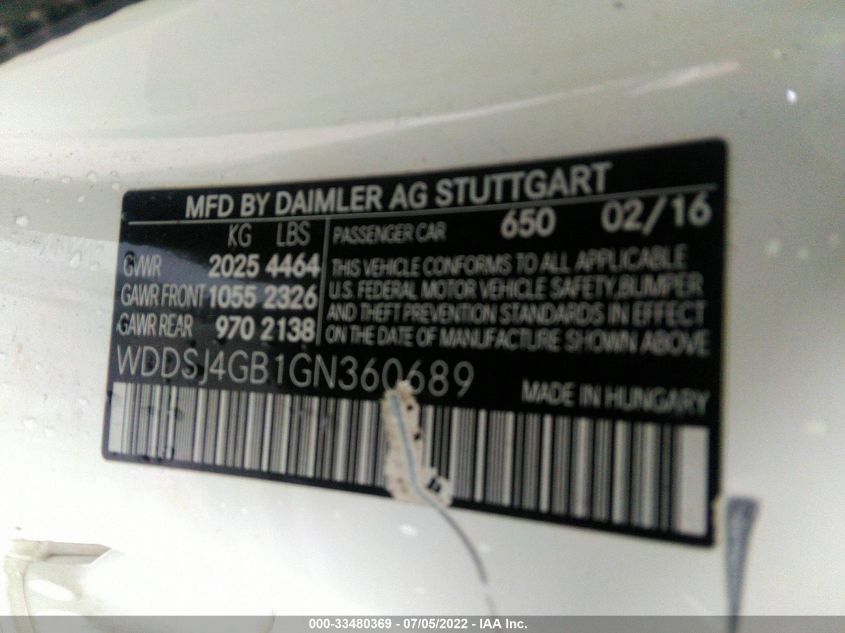 MFD BY DAIMLER AG STUTTGART
KG LBS
GVWR 2025 4464
GAWR FRONT 1055 2326
GAWR REAR 970 2138
PASSENGER CAR 650 02/16
THIS VEHICLE CONFORMS TO ALL APPLICABLE
U.S. FEDERAL MOTOR VEHICLE SAFETY, BUMPER
AND THEFT PREVENTION STANDARDS IN EFFECT
ON THE DATE OF MANUFACTURE SHOWN ABOVE
WDDSJ4GB1GN360689
MADE IN HUNGARY
000-33480369 - 07/05/2022 - IAA Inc.